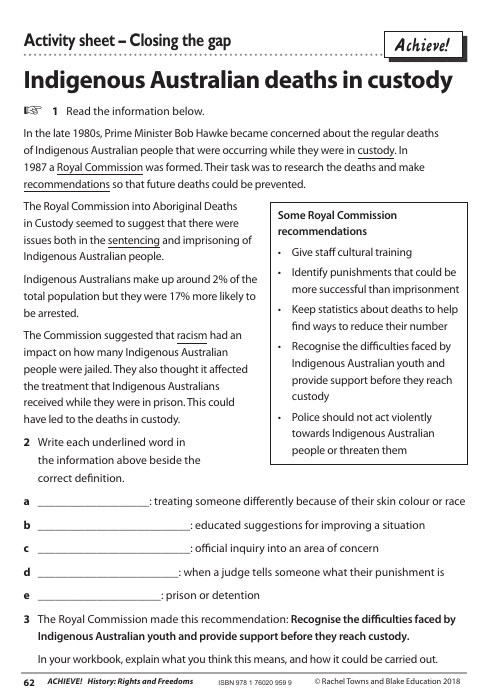 Activity sheet – Closing the gap
Achieve!
Indigenous Australian deaths in custody
☞ 1 Read the information below.
In the late 1980s, Prime Minister Bob Hawke became concerned about the regular deaths
of Indigenous Australian people that were occurring while they were in custody. In
1987 a Royal Commission was formed. Their task was to research the deaths and make
recommendations so that future deaths could be prevented.
The Royal Commission into Aboriginal Deaths
in Custody seemed to suggest that there were
issues both in the sentencing and imprisoning of
Indigenous Australian people.
Indigenous Australians make up around 2% of the
total population but they were 17% more likely to
be arrested.
The Commission suggested that racism had an
impact on how many Indigenous Australian
people were jailed. They also thought it affected
the treatment that Indigenous Australians
received while they were in prison. This could
have led to the deaths in custody.
Some Royal Commission
recommendations
• Give staff cultural training
• Identify punishments that could be
more successful than imprisonment
• Keep statistics about deaths to help
find ways to reduce their number
• Recognise the difficulties faced by
Indigenous Australian youth and
provide support before they reach
custody
• Police should not act violently
towards Indigenous Australian
people or threaten them
2 Write each underlined word in
the information above beside the
correct definition.
a ____________________: treating someone differently because of their skin colour or race
b ____________________________: educated suggestions for improving a situation
c ____________________________: official inquiry into an area of concern
d __________________________: when a judge tells someone what their punishment is
e ______________________: prison or detention
3 The Royal Commission made this recommendation: Recognise the difficulties faced by
Indigenous Australian youth and provide support before they reach custody.
In your workbook, explain what you think this means, and how it could be carried out.
62 ACHIEVE! History: Rights and Freedoms ISBN 978 1 76020 959 9 © Rachel Towns and Blake Education 2018